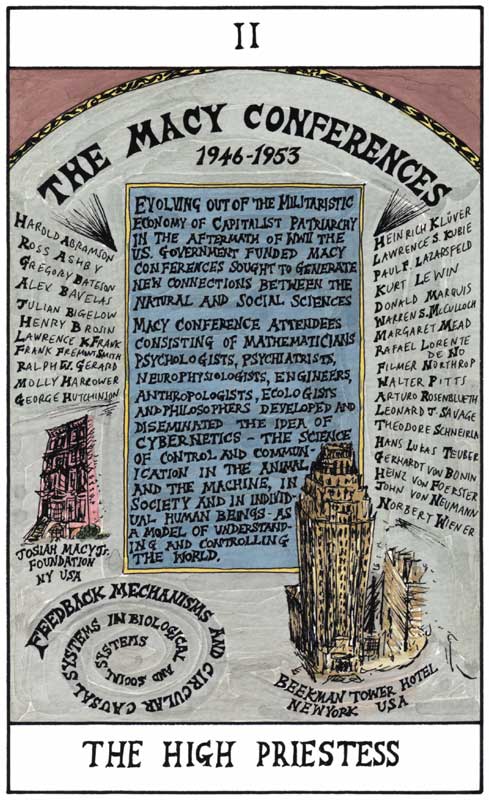 II
THE MACY CONFERENCES
1946-1953
HAROLD ABRAMSON
ROSS ASHBY
GREGORY BATESON
ALEX BAVELAS
JULIAN BIGELOW
HENRY BROSIN
LAWRENCE K FRANK
FRANK FREMONT SMITH
RALPH W. GERARD
MOLLY HARROWER
GEORGE HUTCHINSON
EVOLVING OUT OF THE MILITARISTIC
ECONOMY OF CAPITALIST PATRIARCHY
IN THE AFTERMATH OF WWII THE
U.S. GOVERNMENT FUNDED MACY
CONFERENCES SOUGHT TO GENERATE
NEW CONNECTIONS BETWEEN THE
NATURAL AND SOCIAL SCIENCES
MACY CONFERENCE ATTENDEES
CONSISTING OF MATHEMATICIANS
PSYCHOLOGISTS, PSYCHIATRISTS,
NEUROPHYSIOLOGISTS, ENGINEERS,
ANTHROPOLOGISTS, ECOLOGISTS
AND PHILOSOPHERS DEVELOPED AND
DISEMINATED THE IDEA OF
CYBERNETICS - THE SCIENCE
OF CONTROL AND COMMUN-
ICATION IN THE ANIMAL
AND THE MACHINE, IN
SOCIETY AND IN INDIVID-
UAL HUMAN BEINGS - AS
A MODEL OF UNDERSTAND-
ING AND CONTROLLING
THE WORLD.
HEINRICH KLÜVER
LAWRENCE S. KUBIE
PAUL F. LAZARSFELD
KURT LEWIN
DONALD MARQUIS
WARREN S. MCCULLOCH
MARGARET MEAD
RAFAEL LORENTE
DE NO
FILMER NORTHROP
WALTER PITTS
ARTURO ROSENBLUETH
LEONARD J. SAVAGE
THEODORE SCHNEIRLA
HANS LUKAS TEUBER
GERHARDT VON BONIN
HEINZ VON FOERSTER
JOHN VON NEUMANN
NORBERT WIENER
JOSIAH MACY JR.
FOUNDATION
NY USA
FEEDBACK MECHANISMS AND CIRCULAR CAUSAL SYSTEMS IN BIOLOGICAL AND SOCIAL SYSTEMS
BEEKMAN TOWER HOTEL
NEW YORK USA
THE HIGH PRIESTESS